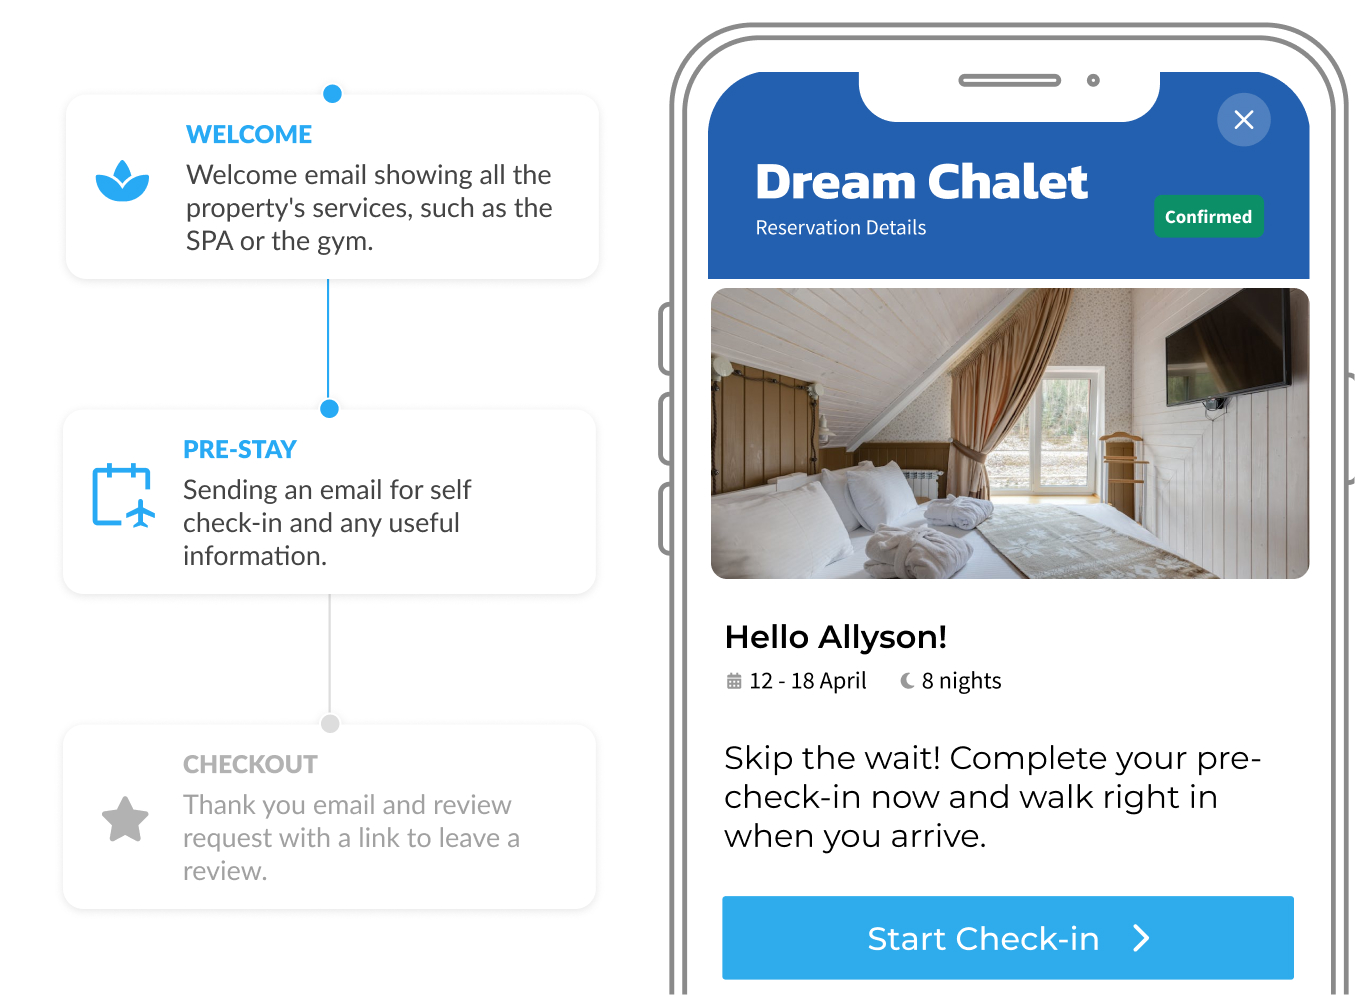 WELCOME
Welcome email showing all the
property's services, such as the
SPA or the gym.
PRE-STAY
Sending an email for self
check-in and any useful
information.
CHECKOUT
Thank you email and review
request with a link to leave a
review.
Dream Chalet
Reservation Details
Confirmed
Hello Allyson!
12 - 18 April 8 nights
Skip the wait! Complete your pre-
check-in now and walk right in
when you arrive.
Start Check-in